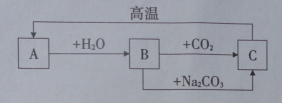 高温
A +H₂O B +CO₂ C
+Na₂CO₃